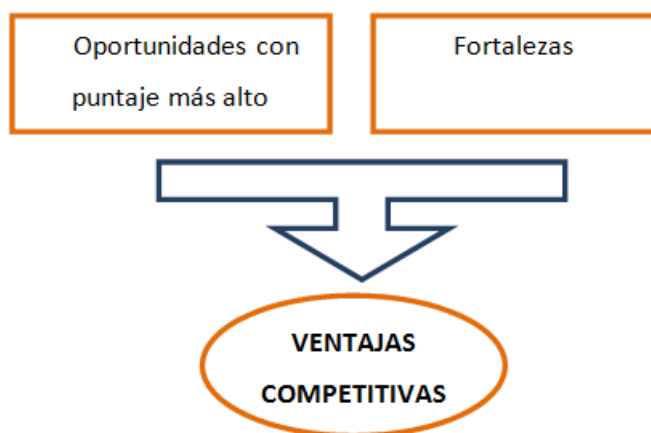 Oportunidades con
puntaje más alto
Fortalezas
VENTAJAS
COMPETITIVAS